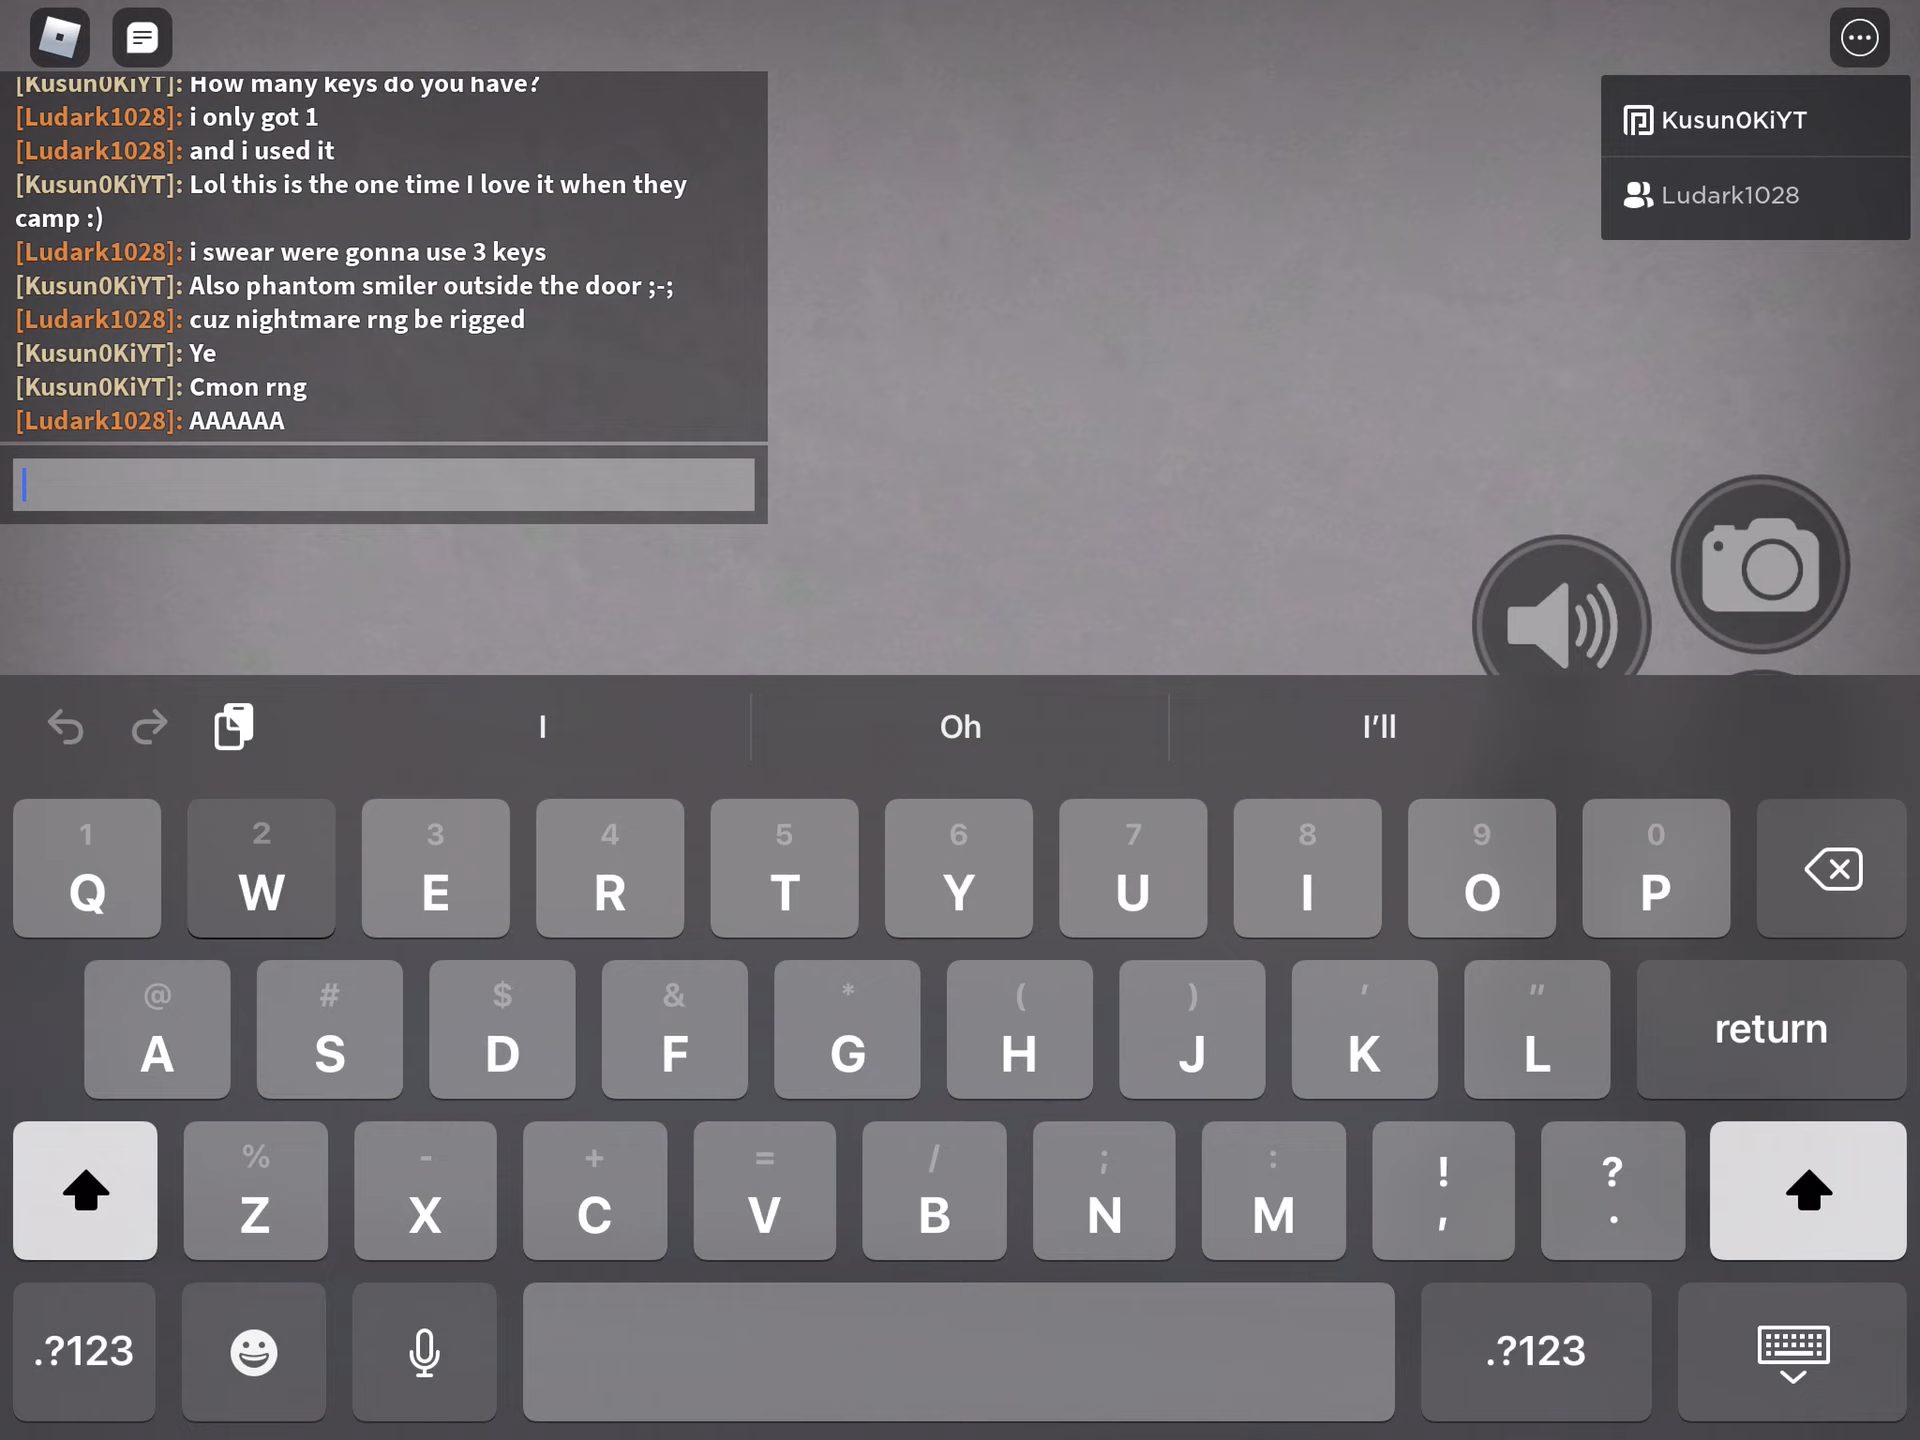 [Kusun0KiYT]: How many keys do you have?
[Ludark1028]: i only got 1
[Ludark1028]: and i used it
[Kusun0KiYT]: Lol this is the one time I love it when they
camp :)
[Ludark1028]: i swear were gonna use 3 keys
[Kusun0KiYT]: Also phantom smiler outside the door ;-;
[Ludark1028]: cuz nightmare rng be rigged
[Kusun0KiYT]: Ye
[Kusun0KiYT]: Cmon rng
[Ludark1028]: AAAAAA
Kusun0KiYT
Ludark1028
I Oh I’ll
1 2 3 4 5 6 7 8 9 0
Q W E R T Y U I O P
@ # $ & * ( ) ' "
A S D F G H J K L return
% - + = / ; : ! ?
Z X C V B N M , .
.?123 .?123